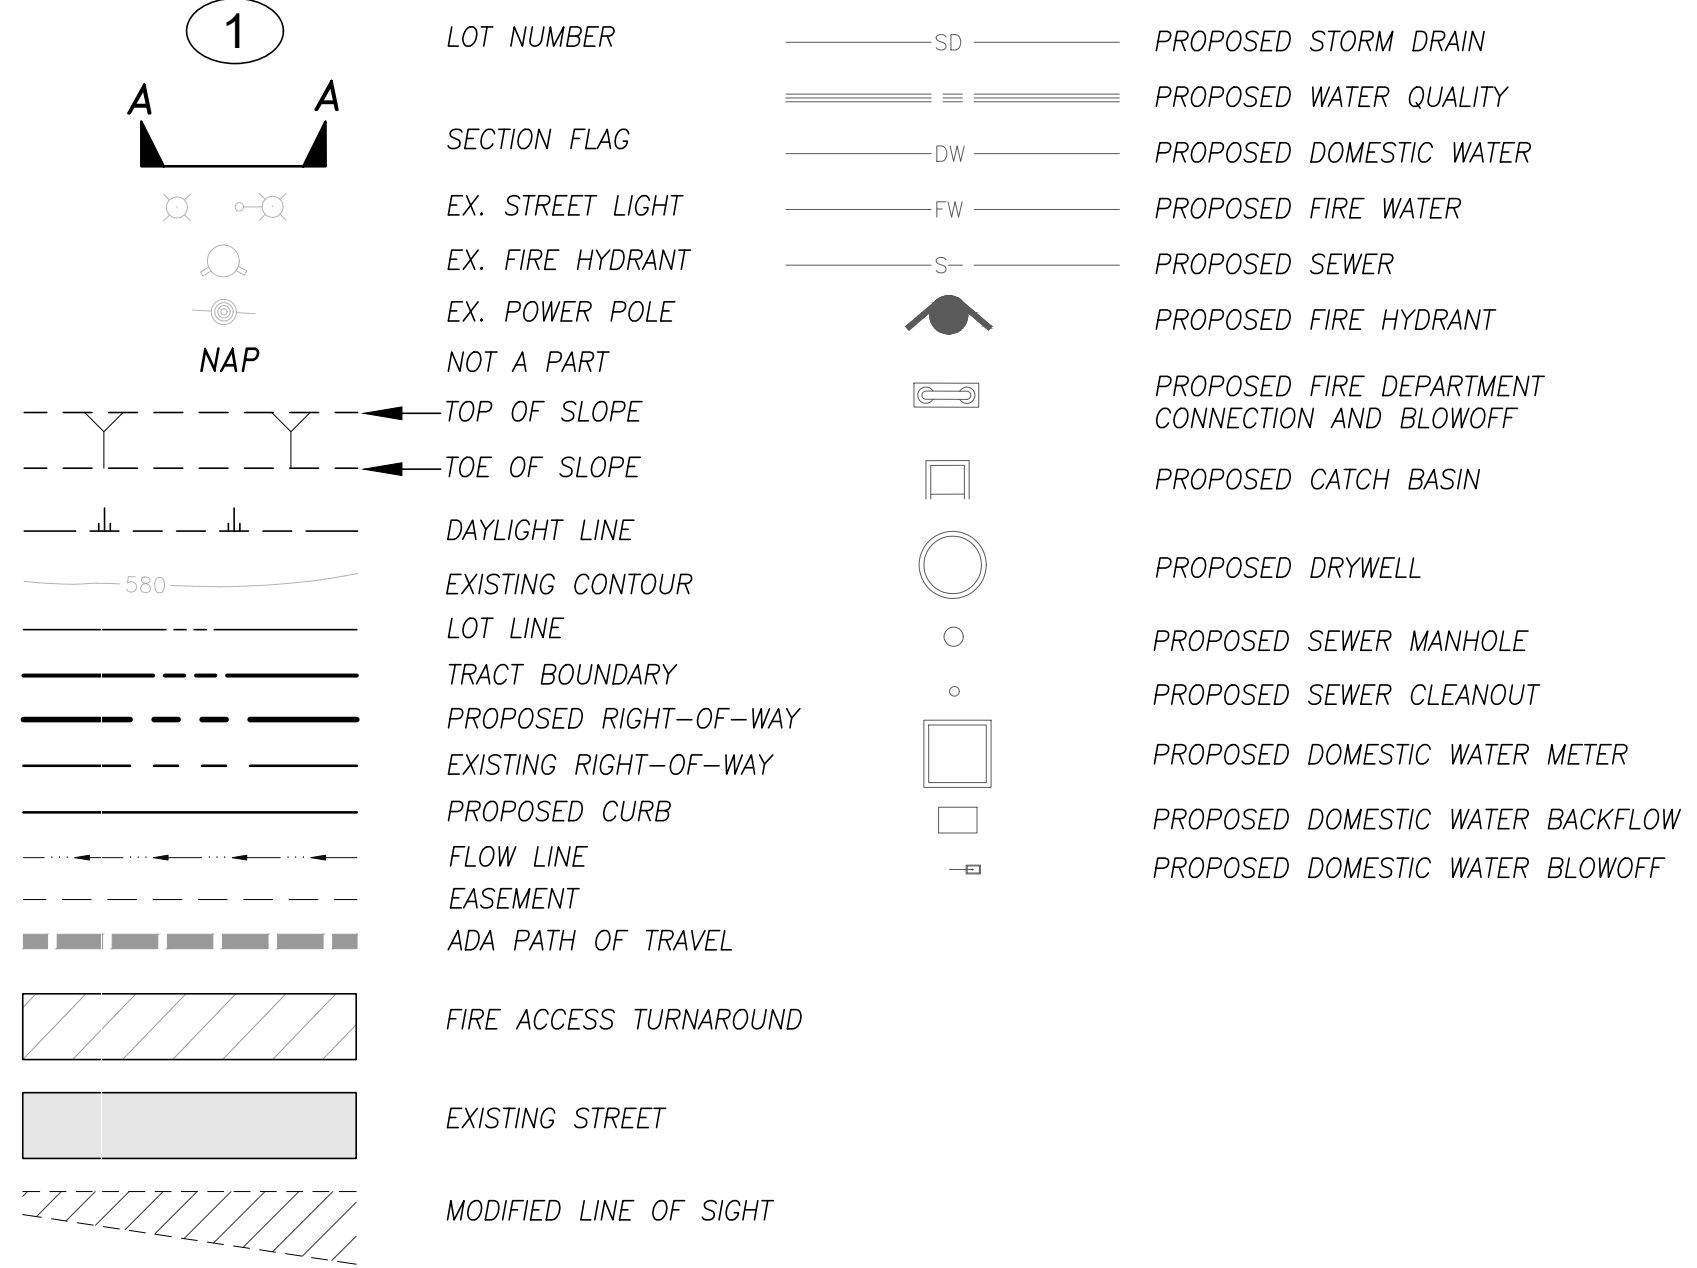 1
LOT NUMBER
A A
SECTION FLAG
EX. STREET LIGHT
EX. FIRE HYDRANT
EX. POWER POLE
NAP NOT A PART
TOP OF SLOPE
TOE OF SLOPE
DAYLIGHT LINE
580 EXISTING CONTOUR
LOT LINE
TRACT BOUNDARY
PROPOSED RIGHT-OF-WAY
EXISTING RIGHT-OF-WAY
PROPOSED CURB
FLOW LINE
EASEMENT
ADA PATH OF TRAVEL
FIRE ACCESS TURNAROUND
EXISTING STREET
MODIFIED LINE OF SIGHT
SD PROPOSED STORM DRAIN
PROPOSED WATER QUALITY
DW PROPOSED DOMESTIC WATER
FW PROPOSED FIRE WATER
S PROPOSED SEWER
PROPOSED FIRE HYDRANT
PROPOSED FIRE DEPARTMENT
CONNECTION AND BLOWOFF
PROPOSED CATCH BASIN
PROPOSED DRYWELL
PROPOSED SEWER MANHOLE
PROPOSED SEWER CLEANOUT
PROPOSED DOMESTIC WATER METER
PROPOSED DOMESTIC WATER BACKFLOW
PROPOSED DOMESTIC WATER BLOWOFF